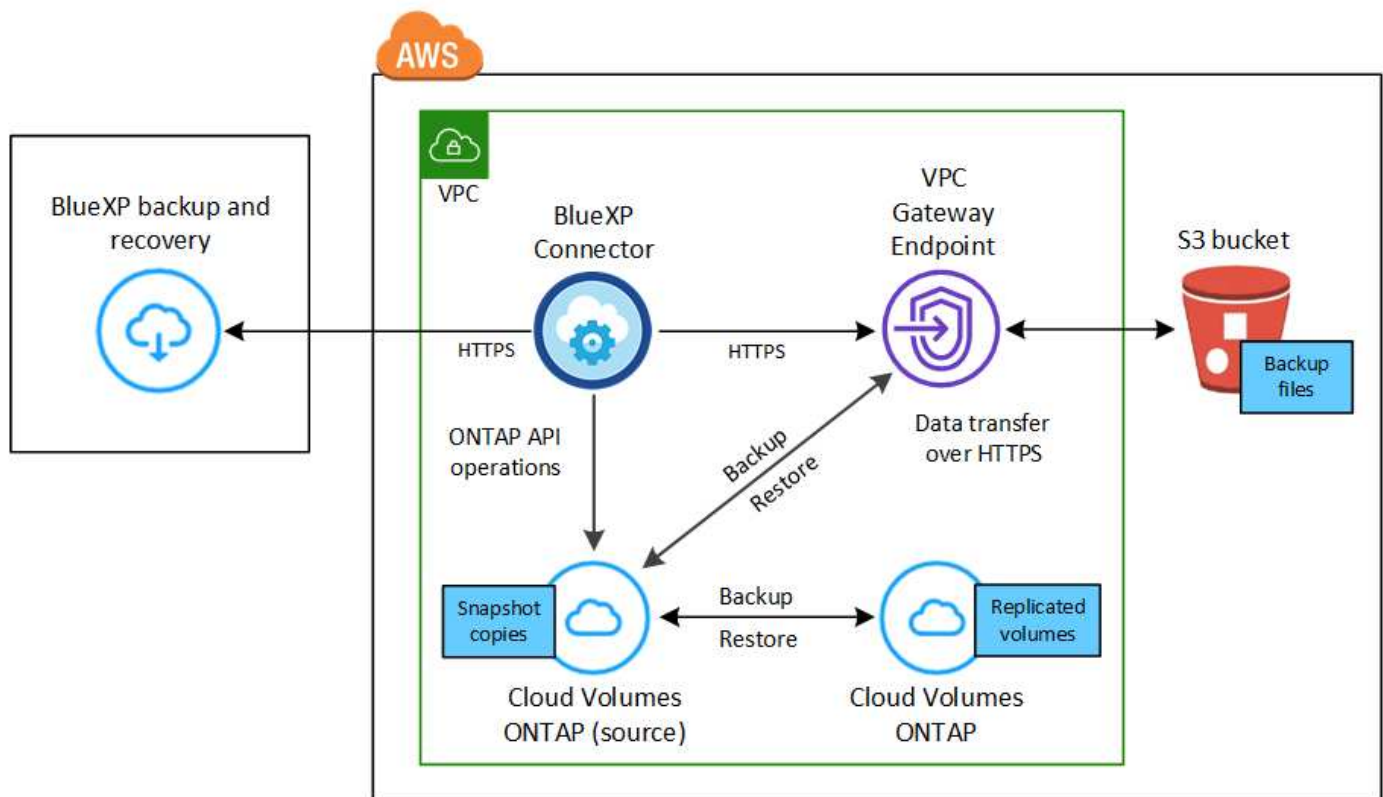 AWS
BlueXP backup and
recovery
VPC
BlueXP
Connector
VPC
Gateway
Endpoint
S3 bucket
Backup
files
HTTPS
HTTPS
ONTAP API
operations
Backup
Restore
Data transfer
over HTTPS
Snapshot
copies
Backup
Restore
Replicated
volumes
Cloud Volumes
ONTAP (source)
Cloud Volumes
ONTAP